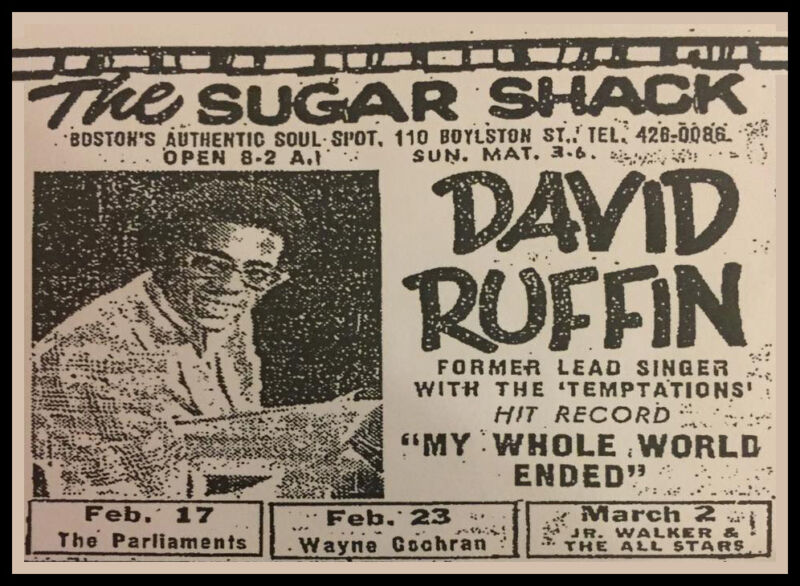 The SUGAR SHACK
BOSTON'S AUTHENTIC SOUL SPOT, 110 BOYLSTON ST., TEL. 426-0086
OPEN 8-2 A.
SUN. MAT. 3-6.
DAVID
RUFFIN
FORMER LEAD SINGER
WITH THE 'TEMPTATIONS'
HIT RECORD
"MY WHOLE WORLD
ENDED"
Feb. 17
The Parliaments
Feb. 23
Wayne Cochran
March 2
JR. WALKER &
THE ALL STARS